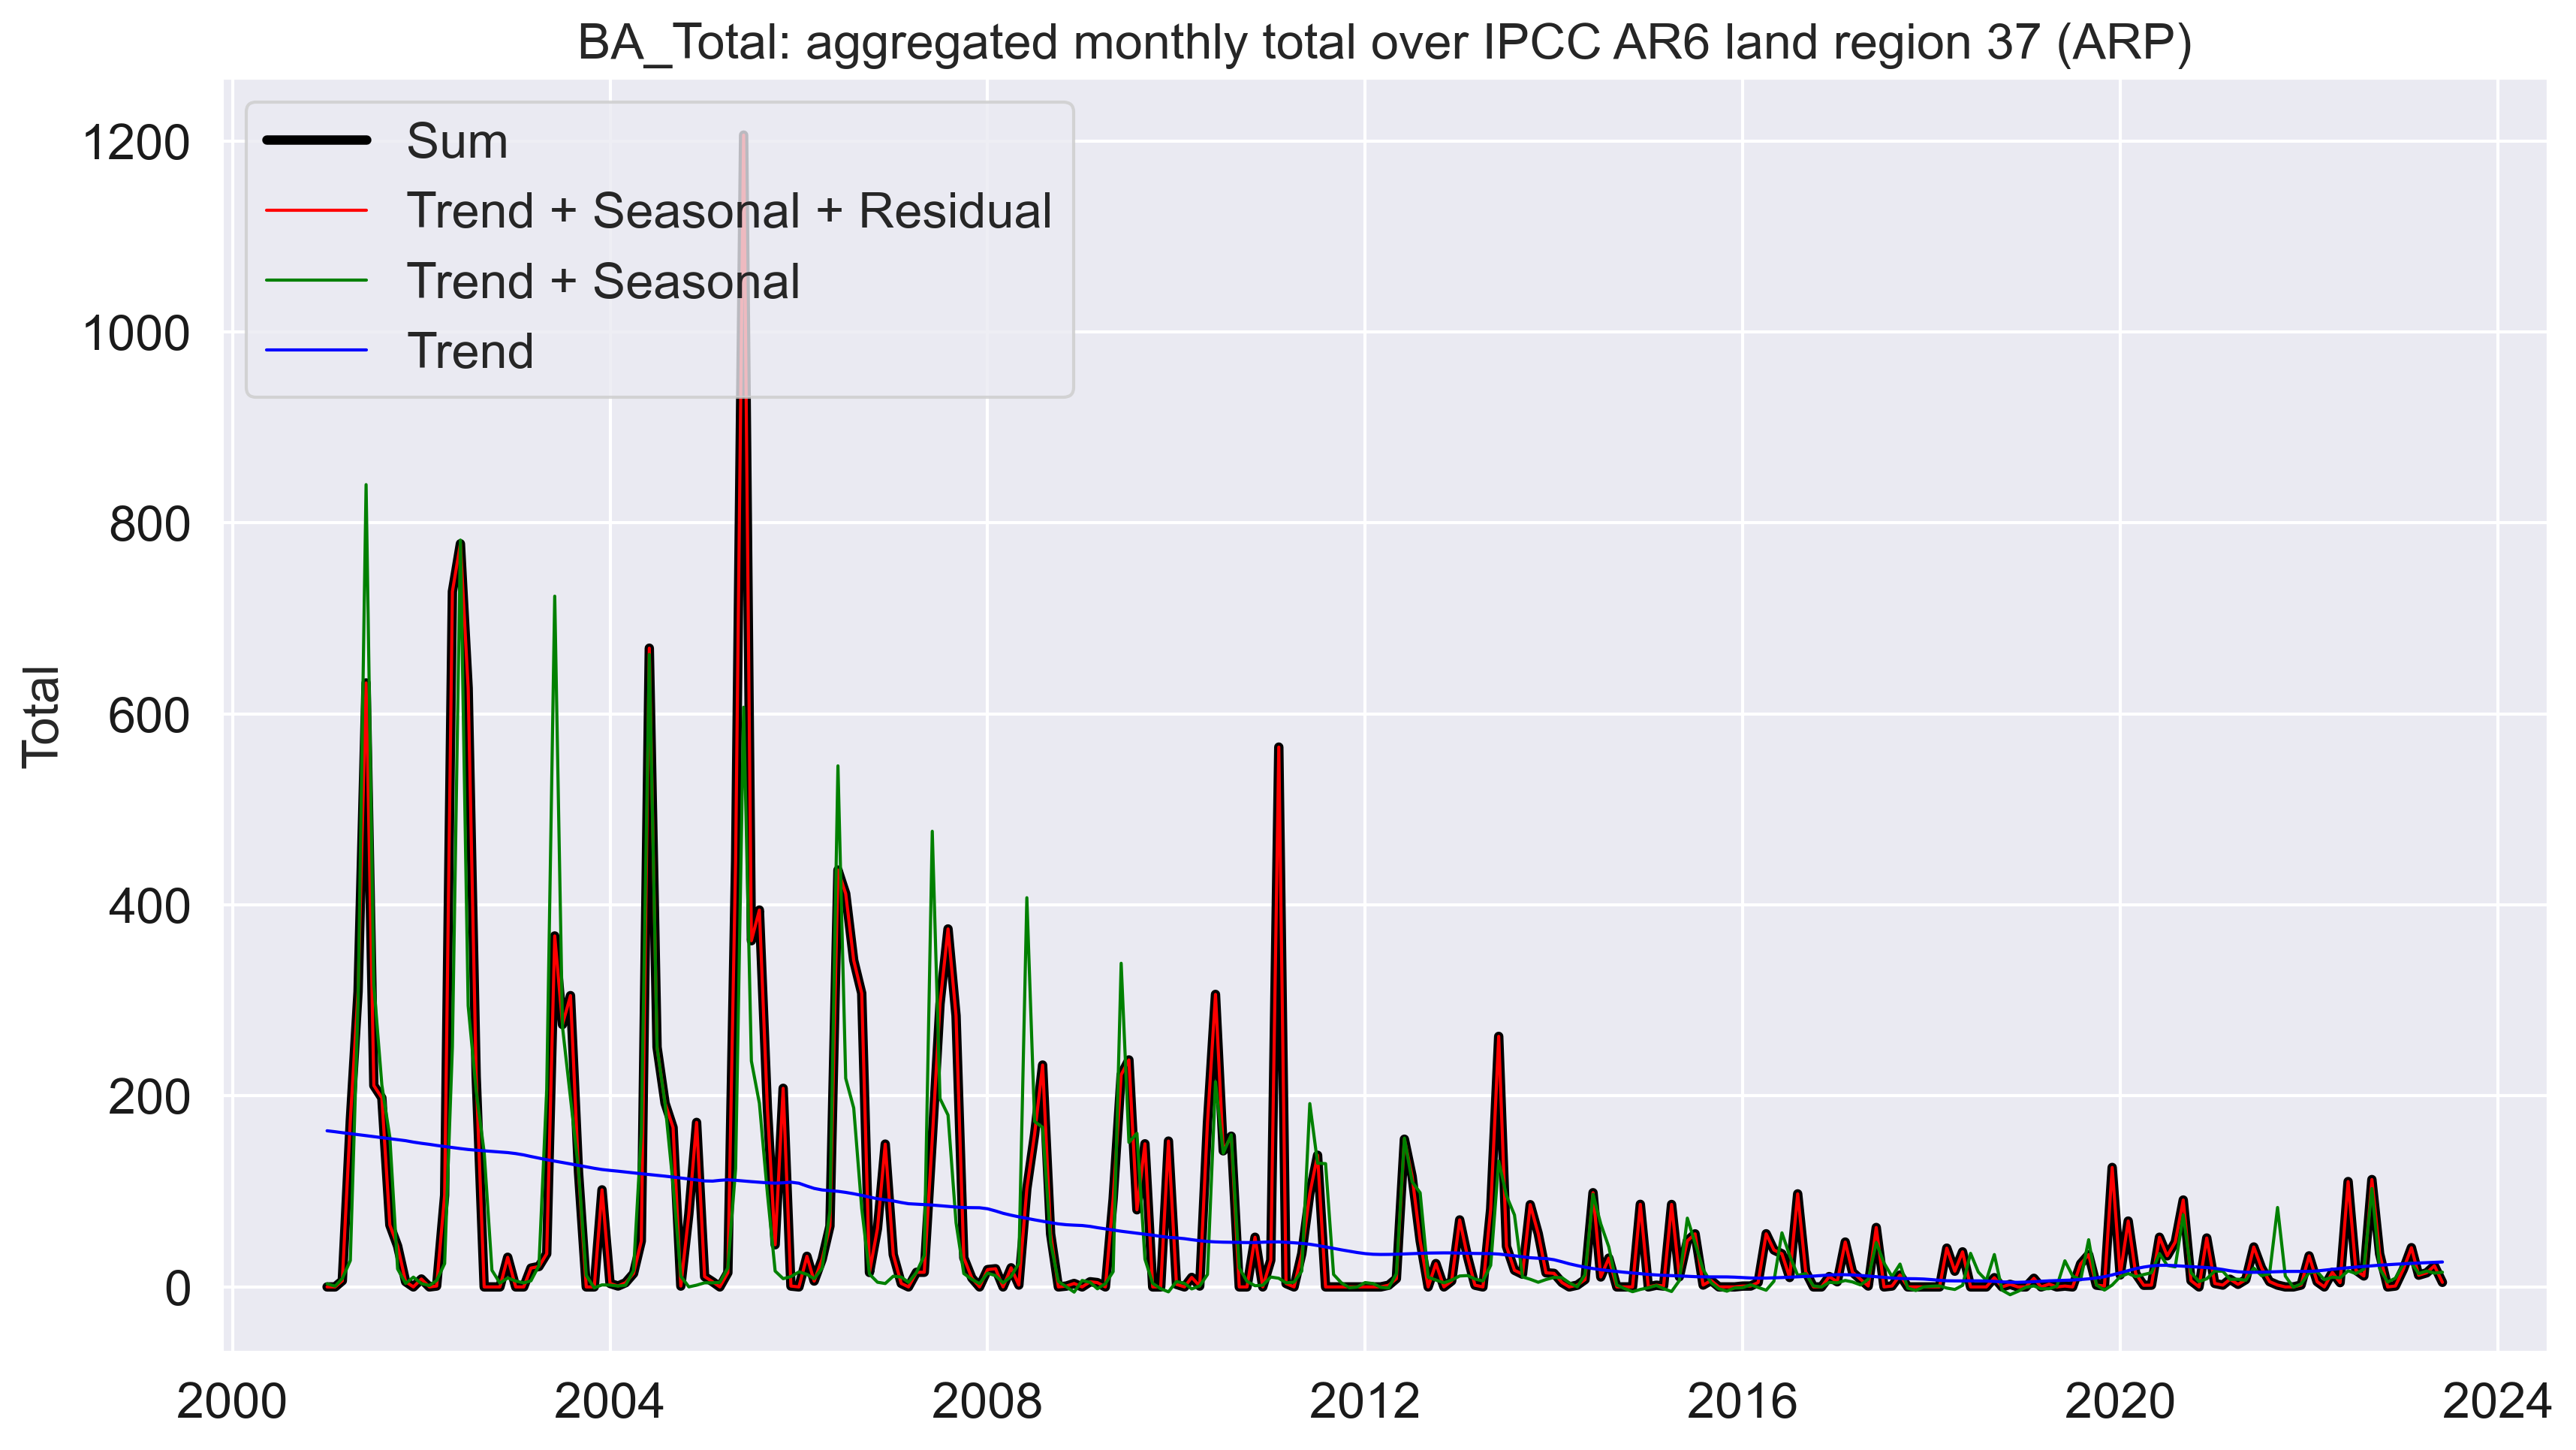 BA_Total: aggregated monthly total over IPCC AR6 land region 37 (ARP)
Sum
Trend + Seasonal + Residual
Trend + Seasonal
Trend
Total
1200
1000
800
600
400
200
0
2000 2004 2008 2012 2016 2020 2024